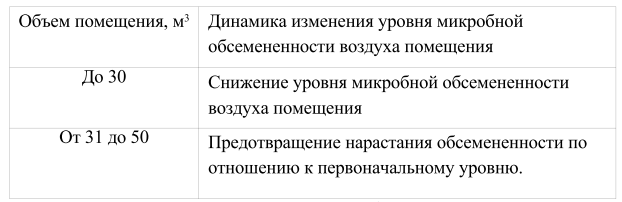 Объем помещения, м³
Динамика изменения уровня микробной
обсемененности воздуха помещения
До 30
Снижение уровня микробной обсемененности
воздуха помещения
От 31 до 50
Предотвращение нарастания обсемененности по
отношению к первоначальному уровню.